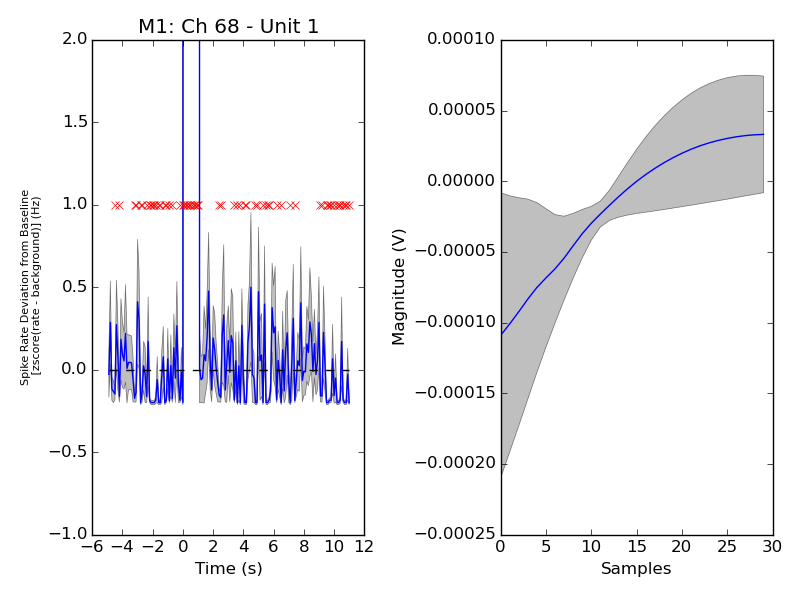 M1: Ch 68 - Unit 1
Spike Rate Deviation from Baseline
[zscore(rate - background)] (Hz)
2.0
1.5
1.0
0.5
0.0
−0.5
−1.0
−6 −4 −2 0 2 4 6 8 10 12
Time (s)
Magnitude (V)
0.00010
0.00005
0.00000
−0.00005
−0.00010
−0.00015
−0.00020
−0.00025
0 5 10 15 20 25 30
Samples